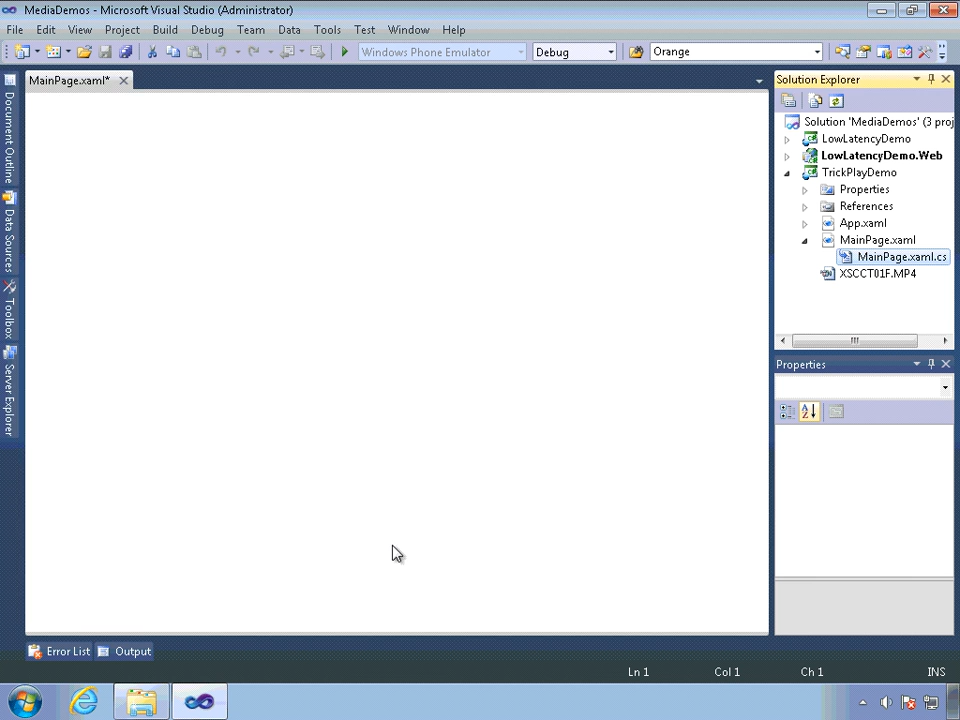 MediaDemos - Microsoft Visual Studio (Administrator)
File Edit View Project Build Debug Team Data Tools Test Window Help
Windows Phone Emulator Debug Orange
MainPage.xaml*
Document Outline
Data Sources
Toolbox
Server Explorer
Solution Explorer
Solution 'MediaDemos' (3 proj
LowLatencyDemo
LowLatencyDemo.Web
TrickPlayDemo
Properties
References
App.xaml
MainPage.xaml
MainPage.xaml.cs
XSCCT01F.MP4
Properties
Error List Output
Ln 1 Col 1 Ch 1 INS